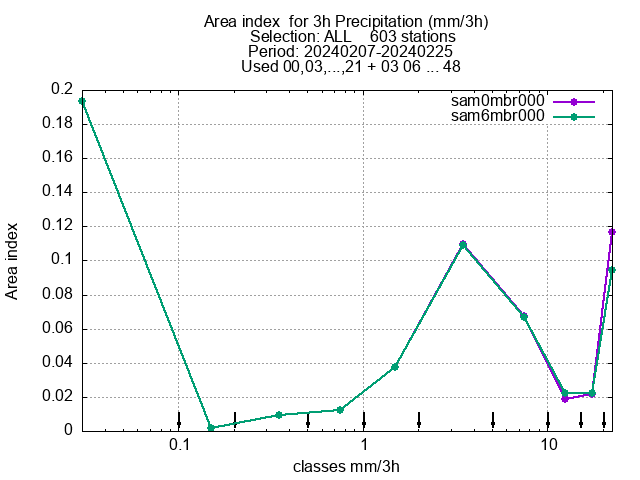 Area index  for 3h Precipitation (mm/3h)
Selection: ALL    603 stations
Period: 20240207-20240225
Used 00,03,...,21 + 03 06 ... 48
sam0mbr000
sam6mbr000
0.2
0.18
0.16
0.14
0.12
0.1
0.08
0.06
0.04
0.02
0
Area index
0.1 1 10
classes mm/3h